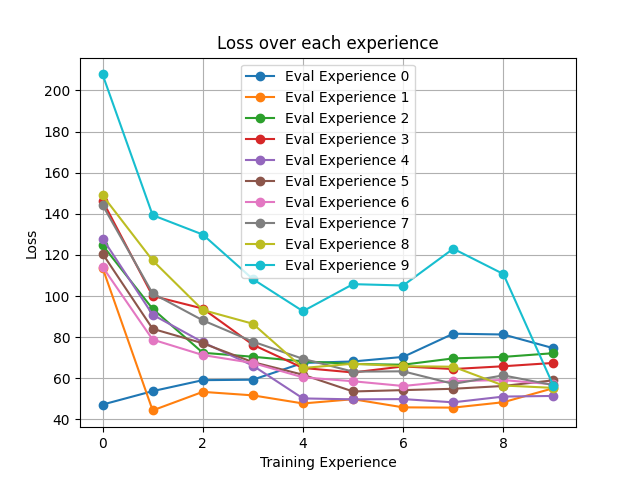 Loss over each experience
Eval Experience 0
Eval Experience 1
Eval Experience 2
Eval Experience 3
Eval Experience 4
Eval Experience 5
Eval Experience 6
Eval Experience 7
Eval Experience 8
Eval Experience 9
Loss
200
180
160
140
120
100
80
60
40
0 2 4 6 8
Training Experience